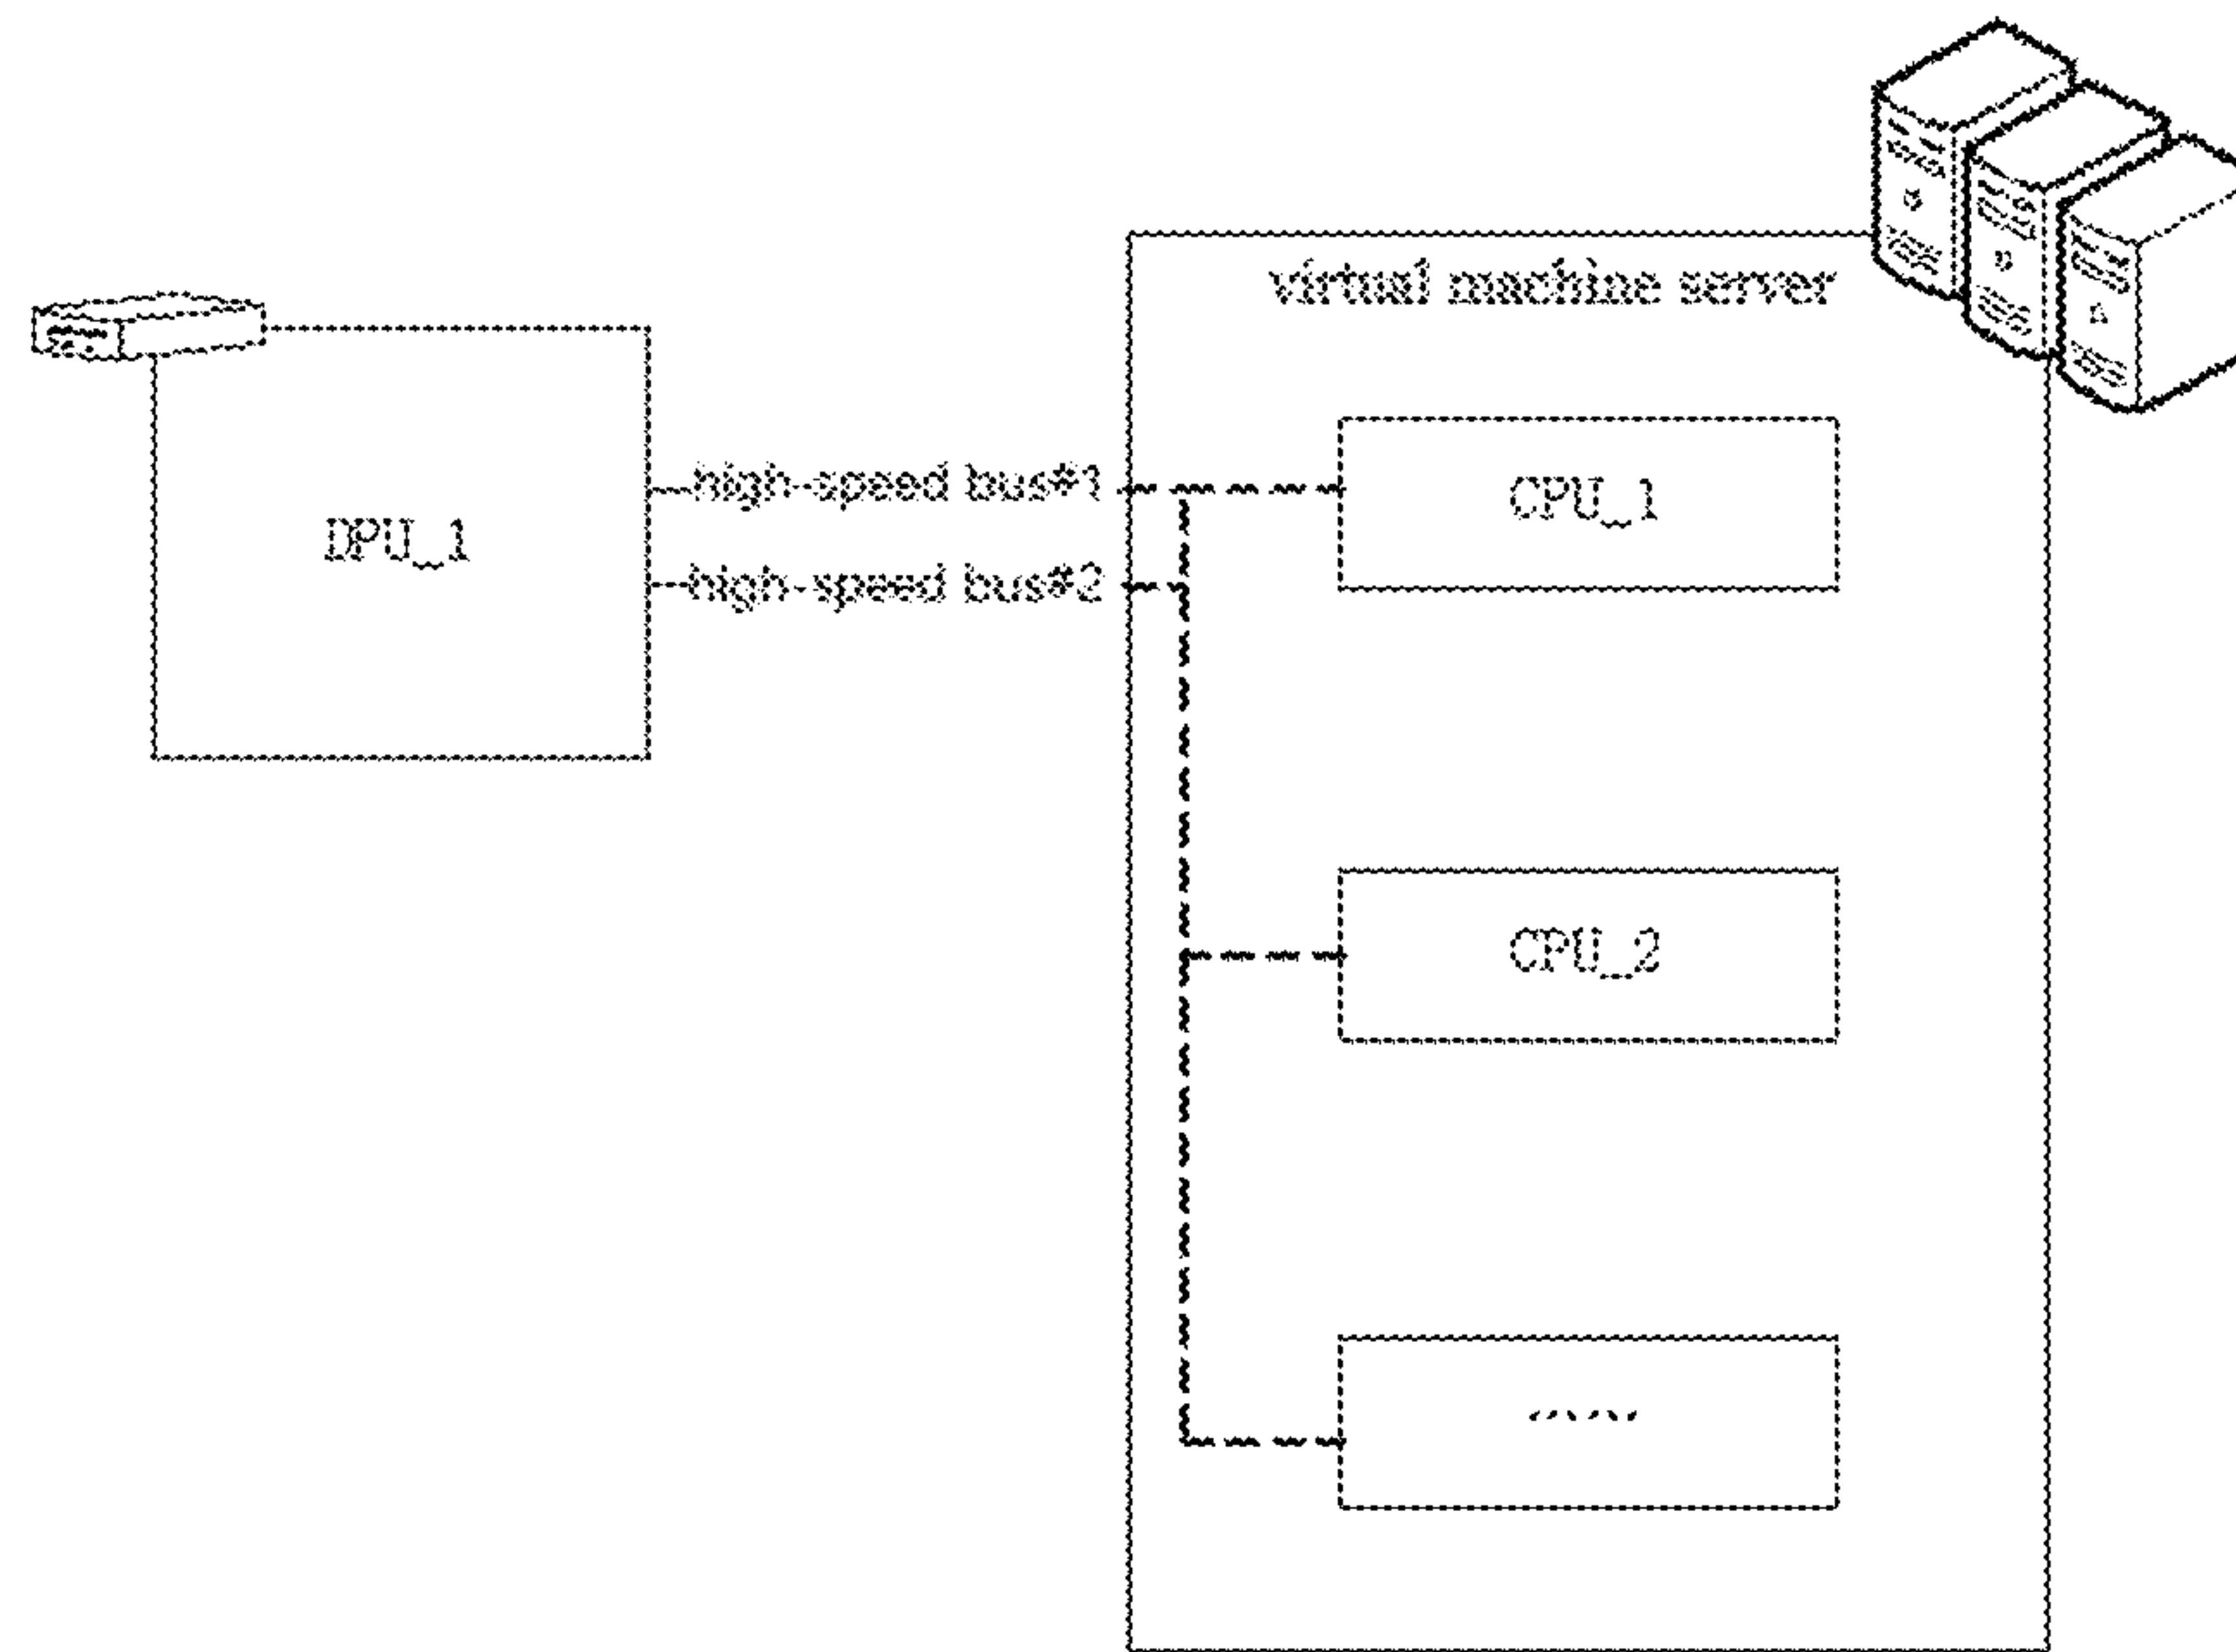 virtual machine server
high-speed bus#1
CPU_1
DPU_1
high-speed bus#2
CPU_2
......